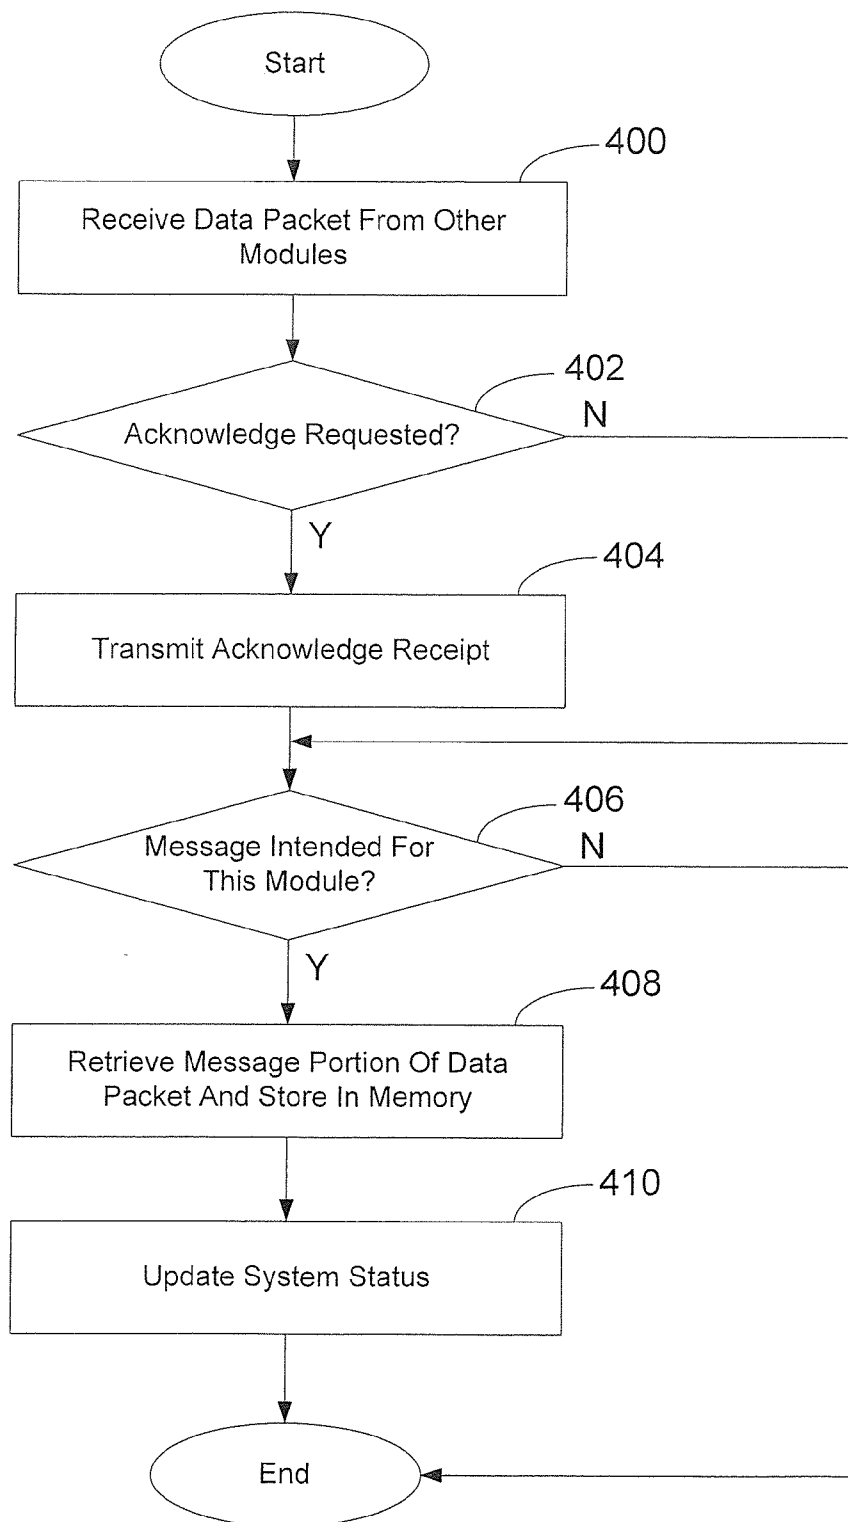 Start
400
Receive Data Packet From Other
Modules
402
Acknowledge Requested?
N
Y
404
Transmit Acknowledge Receipt
406
Message Intended For
This Module?
N
Y
408
Retrieve Message Portion Of Data
Packet And Store In Memory
410
Update System Status
End